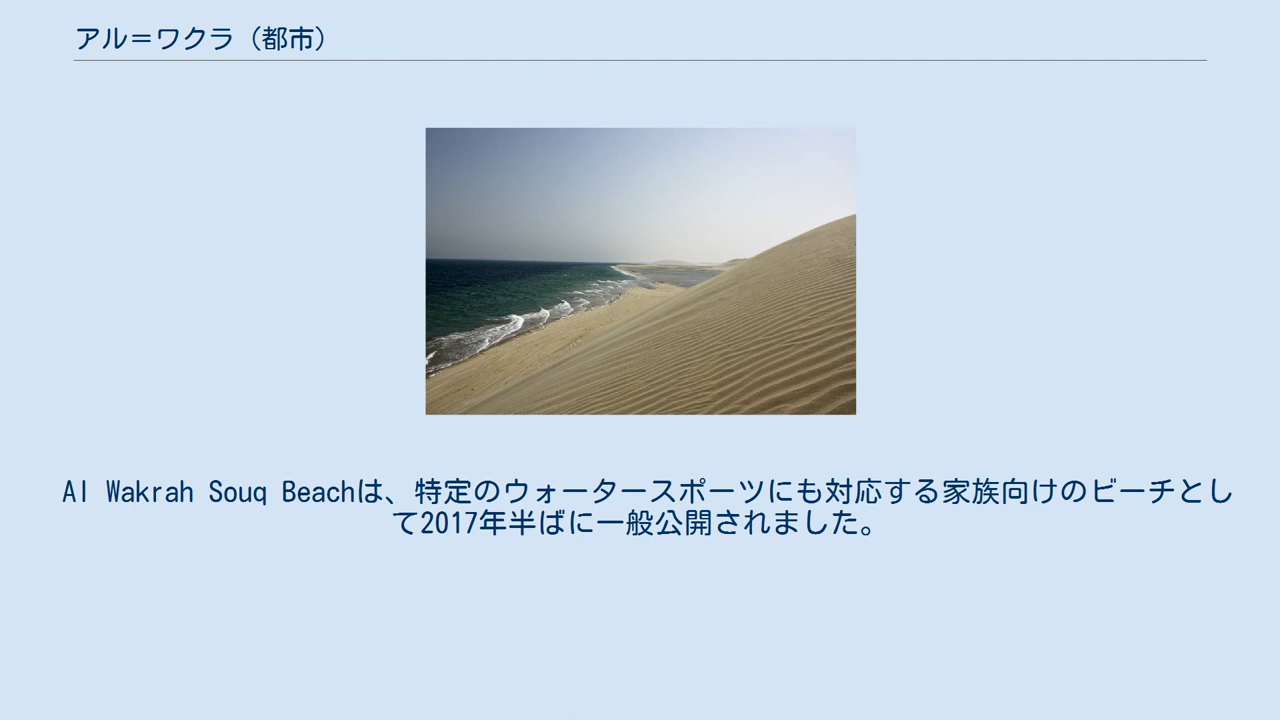 アル＝ワクラ（都市）
Al Wakrah Souq Beachは、特定のウォータースポーツにも対応する家族向けのビーチとし
て2017年半ばに一般公開されました。